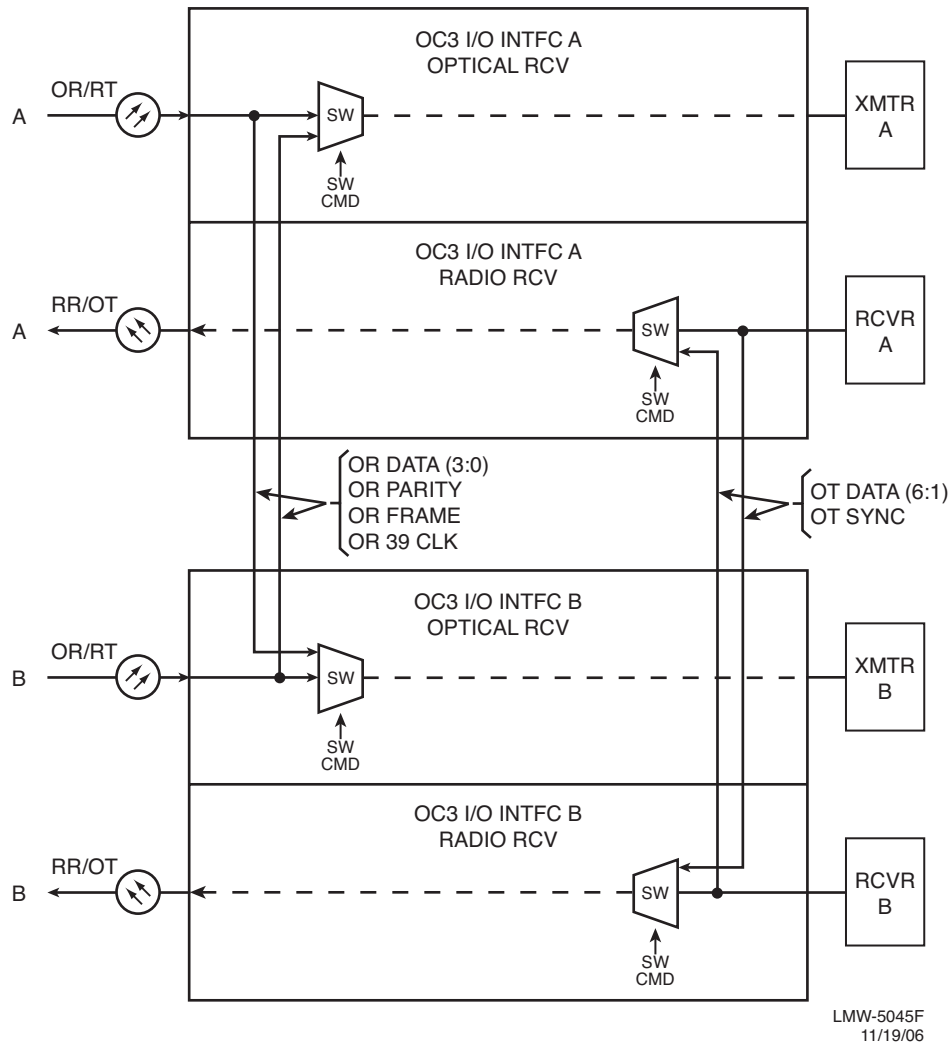 OC3 I/O INTFC A
OPTICAL RCV
OR/RT
A
SW
SW
CMD
XMTR
A
OC3 I/O INTFC A
RADIO RCV
RR/OT
A
SW
SW
CMD
RCVR
A
OR DATA (3:0)
OR PARITY
OR FRAME
OR 39 CLK
OT DATA (6:1)
OT SYNC
OC3 I/O INTFC B
OPTICAL RCV
OR/RT
B
SW
SW
CMD
XMTR
B
OC3 I/O INTFC B
RADIO RCV
RR/OT
B
SW
SW
CMD
RCVR
B
LMW-5045F
11/19/06